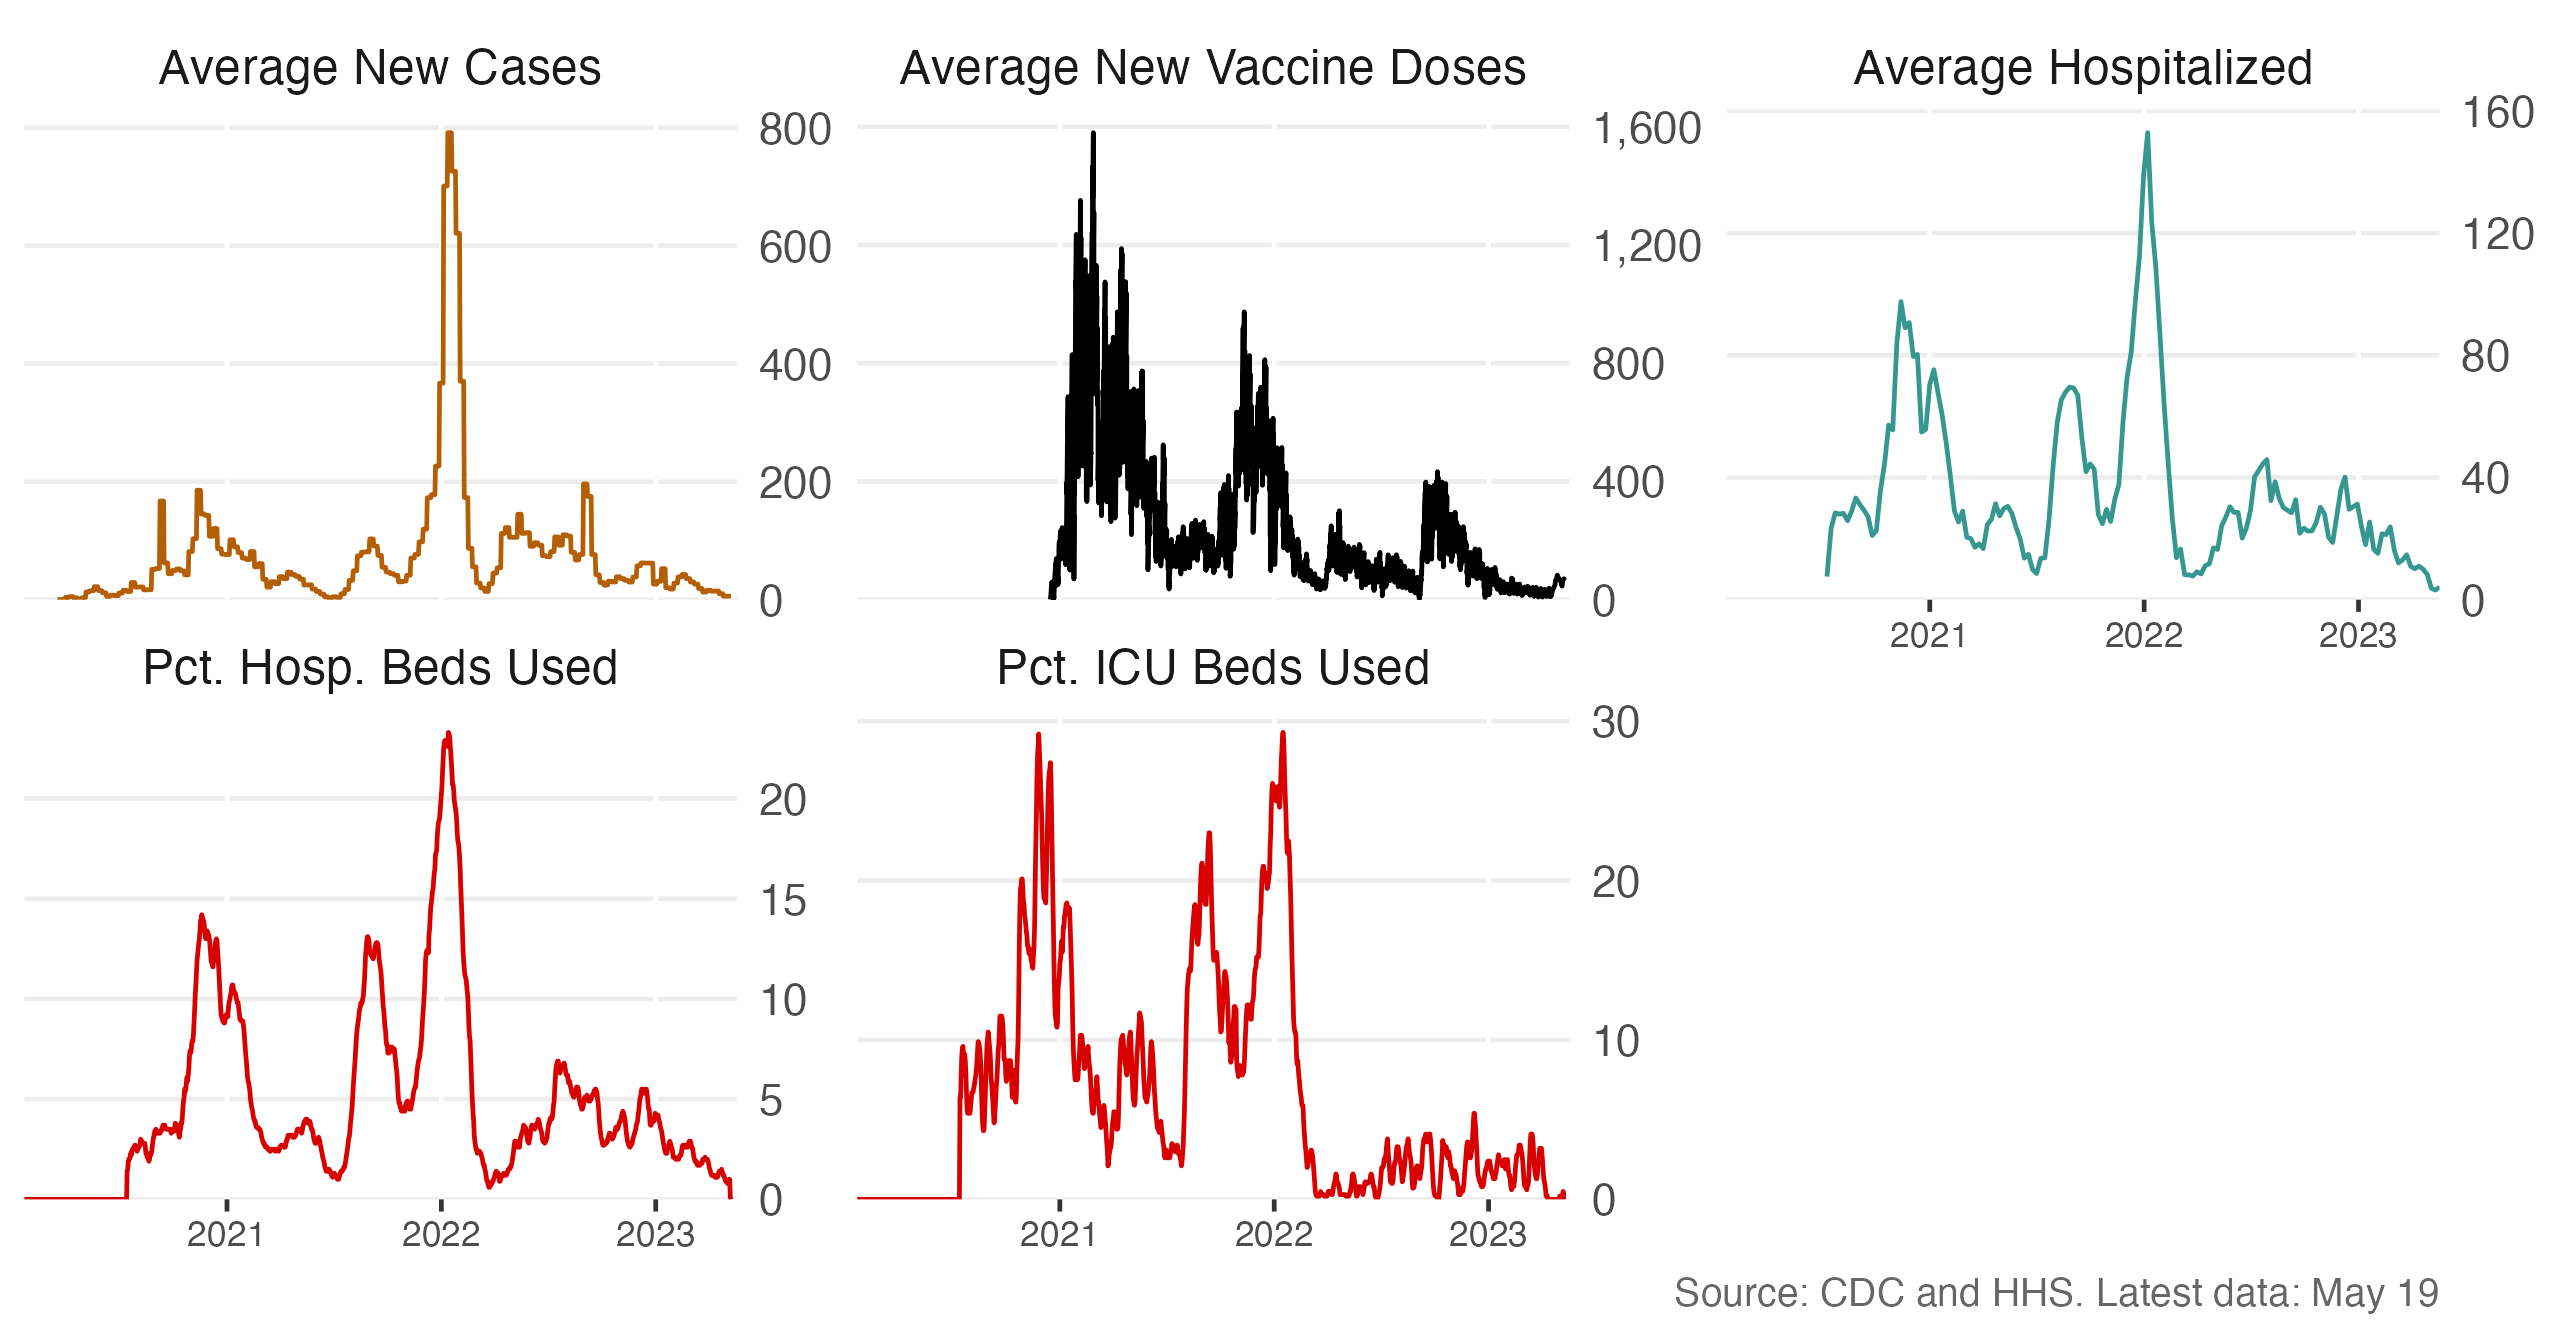 Average New Cases
800
600
400
200
0
Average New Vaccine Doses
1,600
1,200
800
400
0
Average Hospitalized
160
120
80
40
0
2021 2022 2023
Pct. Hosp. Beds Used
20
15
10
5
0
2021 2022 2023
Pct. ICU Beds Used
30
20
10
0
2021 2022 2023
Source: CDC and HHS. Latest data: May 19